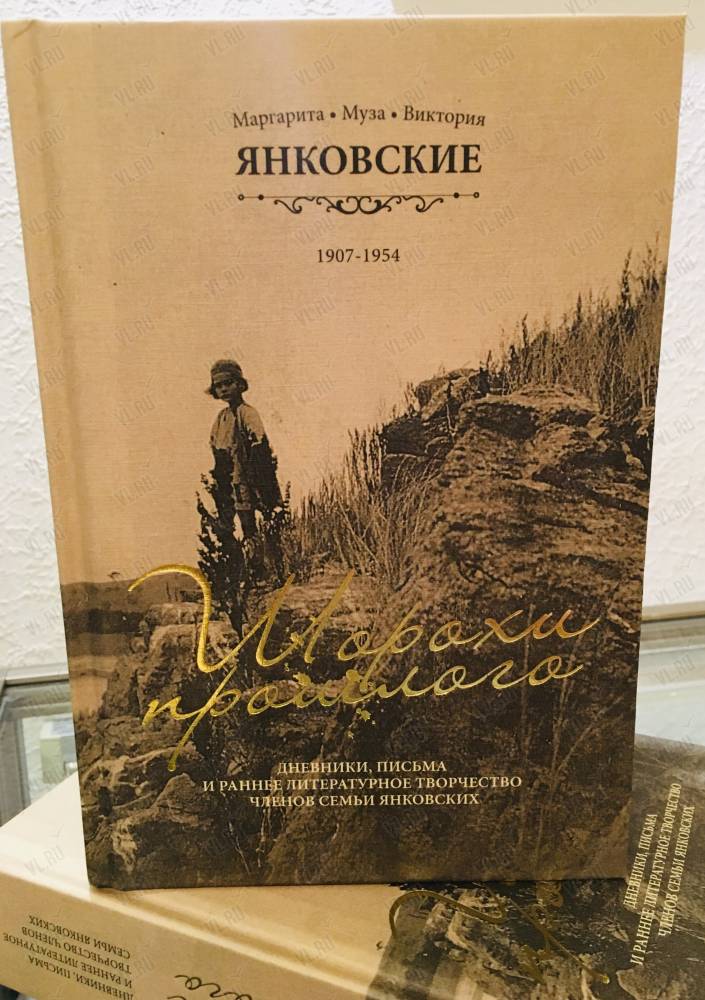 Маргарита • Муза • Виктория
ЯНКОВСКИЕ
1907-1954
Шорохи
прошлого
ДНЕВНИКИ, ПИСЬМА
И РАННЕЕ ЛИТЕРАТУРНОЕ ТВОРЧЕСТВО
ЧЛЕНОВ СЕМЬИ ЯНКОВСКИХ
ДНЕВНИКИ, ПИСЬМА
И РАННЕЕ ЛИТЕРАТУРНОЕ ТВОРЧЕСТВО
ЧЛЕНОВ СЕМЬИ ЯНКОВСКИХ
ДНЕВНИКИ, ПИСЬМА
И РАННЕЕ ЛИТЕРАТУРНОЕ
ТВОРЧЕСТВО ЧЛЕНОВ
СЕМЬИ ЯНКОВСКИХ
VL.RU